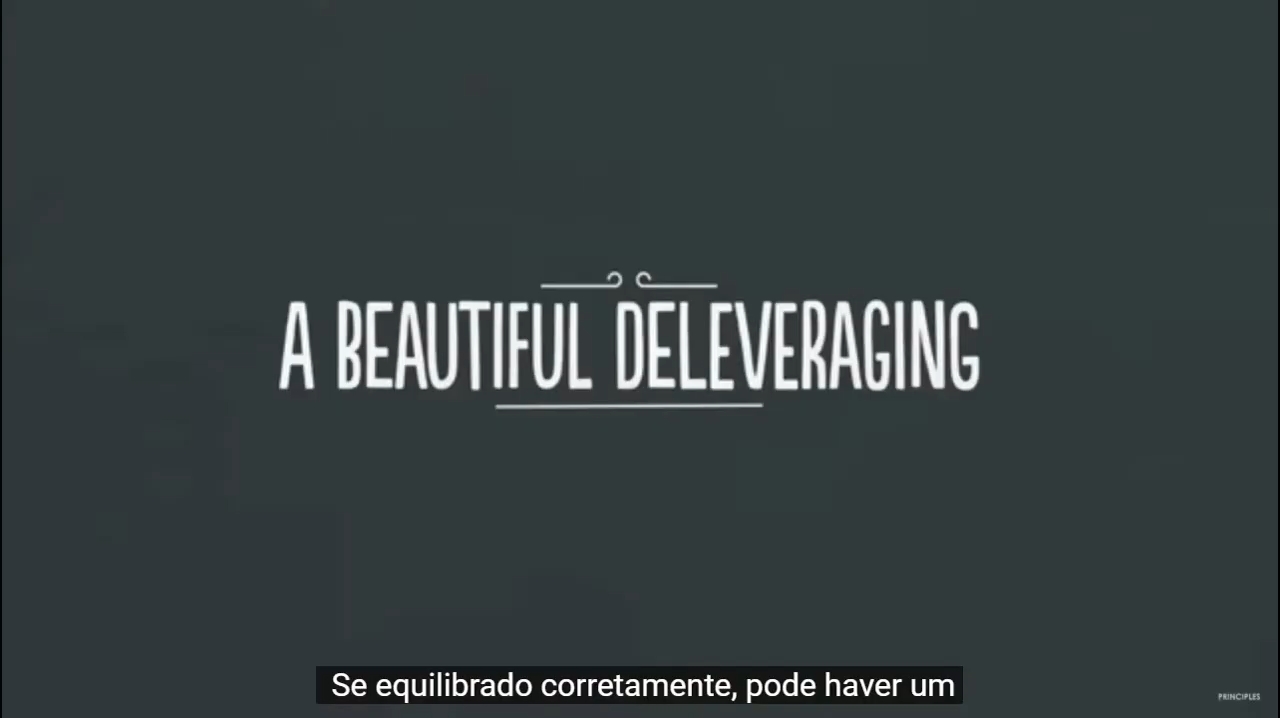 A BEAUTIFUL DELEVERAGING
Se equilibrado corretamente, pode haver um
PRINCIPLES